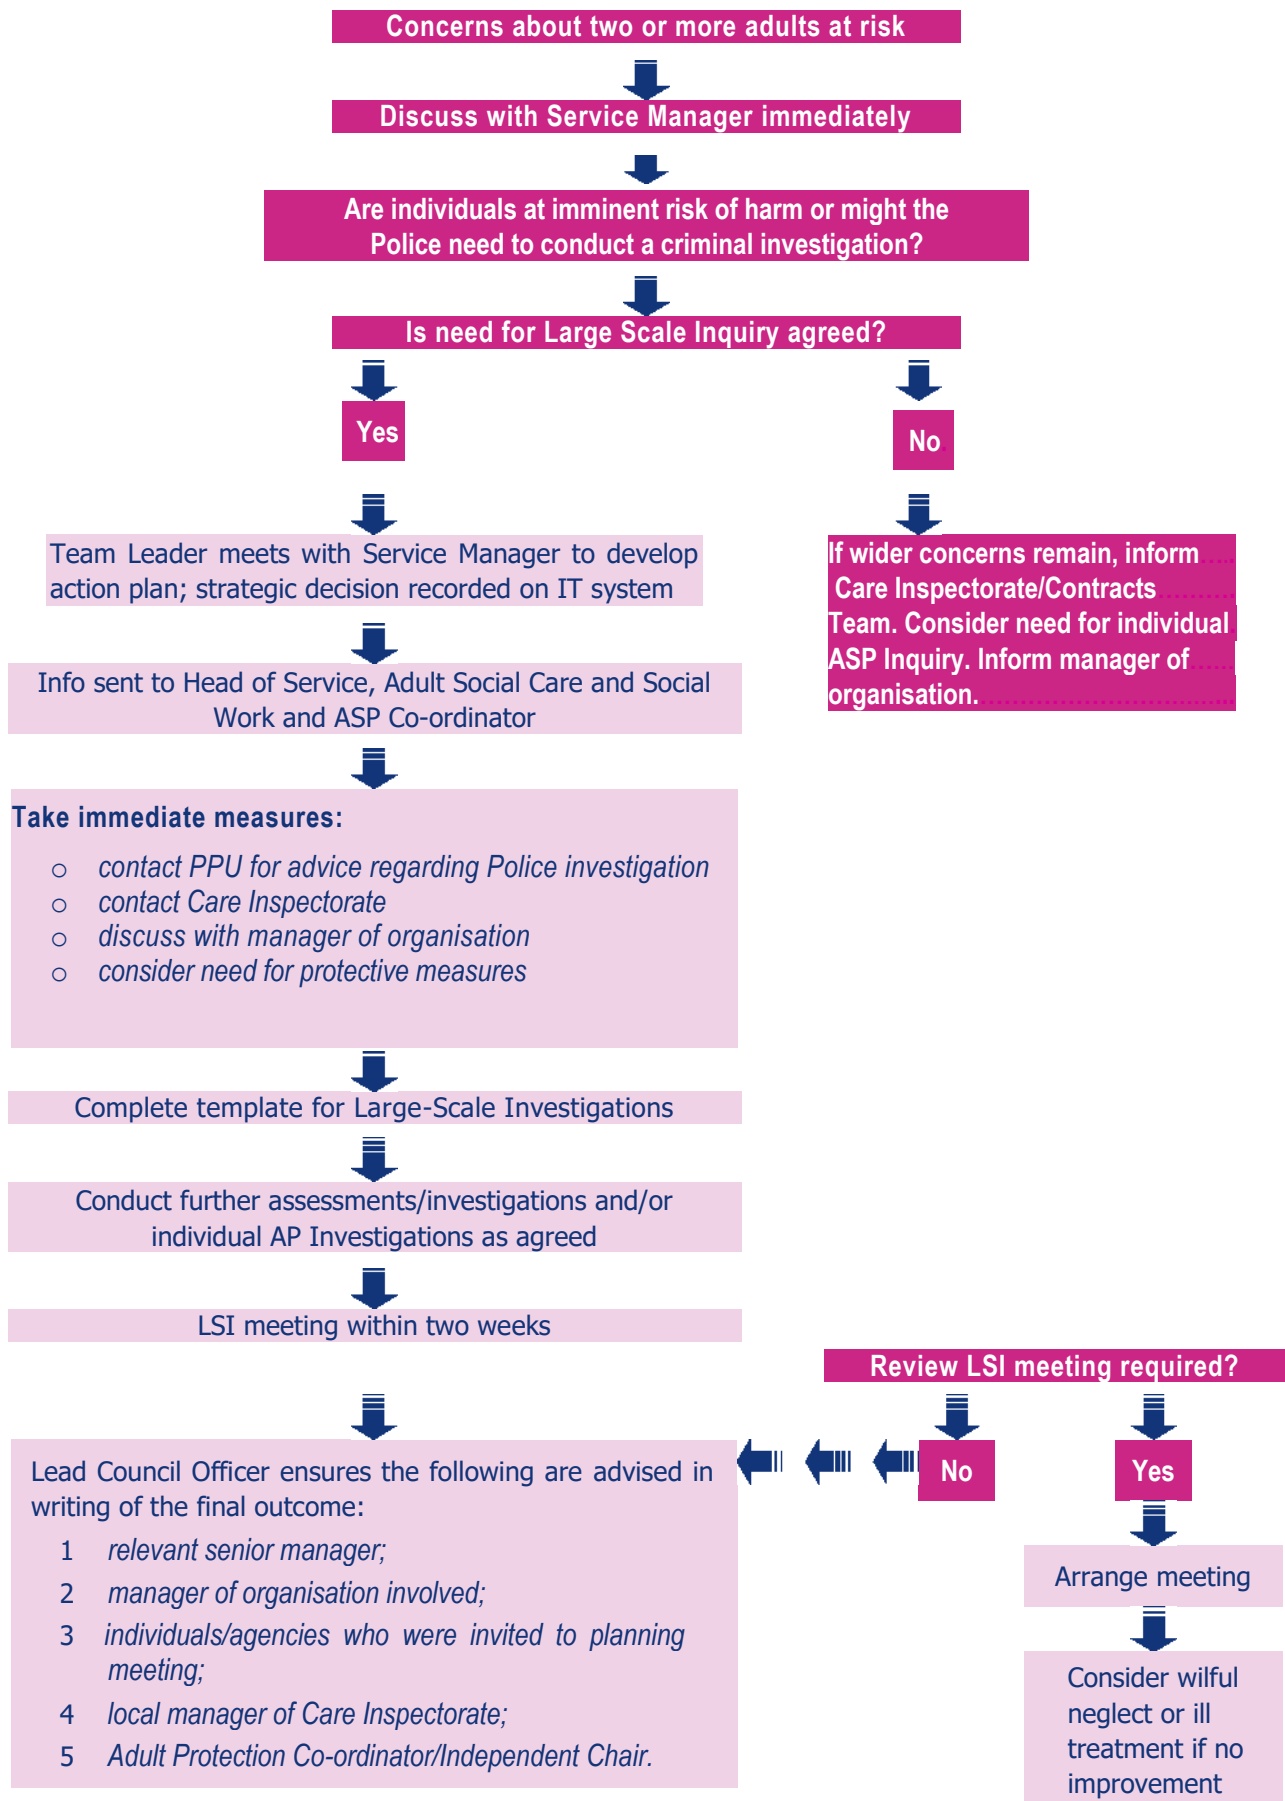 Concerns about two or more adults at risk
Discuss with Service Manager immediately
Are individuals at imminent risk of harm or might the
Police need to conduct a criminal investigation?
Is need for Large Scale Inquiry agreed?
Yes
No.
Team Leader meets with Service Manager to develop
action plan; strategic decision recorded on IT system
If wider concerns remain, inform.....
Care Inspectorate/Contracts.........
Team. Consider need for individual.
ASP Inquiry. Inform manager of.....
organisation...............................
Info sent to Head of Service, Adult Social Care and Social
Work and ASP Co-ordinator
Take immediate measures:
o contact PPU for advice regarding Police investigation
o contact Care Inspectorate
o discuss with manager of organisation
o consider need for protective measures
Complete template for Large-Scale Investigations
Conduct further assessments/investigations and/or
individual AP Investigations as agreed
LSI meeting within two weeks
Review LSI meeting required?
No
Yes
Lead Council Officer ensures the following are advised in
writing of the final outcome:
1 relevant senior manager;
2 manager of organisation involved;
3 individuals/agencies who were invited to planning
meeting;
4 local manager of Care Inspectorate;
5 Adult Protection Co-ordinator/Independent Chair.
Arrange meeting
Consider wilful
neglect or ill
treatment if no
improvement